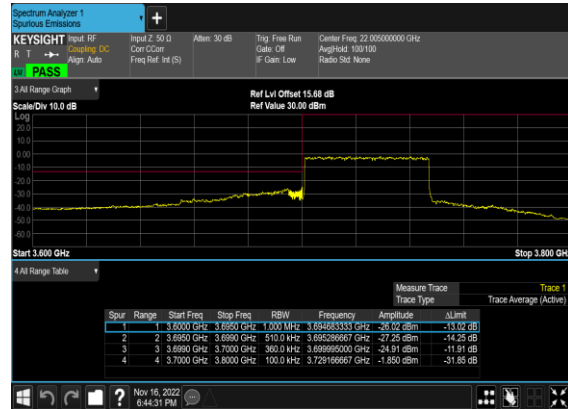 Spectrum Analyzer 1
Spurious Emissions
+
KEYSIGHT Input: RF Input Z: 50 Ω Atten: 30 dB Trig: Free Run Center Freq: 22.005000000 GHz
R T Coupling: DC Corr CCorr Gate: Off Avg|Hold: 100/100
Align: Auto Freq Ref: Int (S) IF Gain: Low Radio Std: None
LW PASS
3 All Range Graph
Ref Lvl Offset 15.68 dB
Scale/Div 10.0 dB Ref Value 30.00 dBm
Log
20.0
10.0
0.00
-10.0
-20.0
-30.0
-40.0
-50.0
-60.0
Start 3.600 GHz Stop 3.800 GHz
4 All Range Table
Measure Trace Trace 1
Trace Type Trace Average (Active)
Spur Range Start Freq Stop Freq RBW Frequency Amplitude ΔLimit
1 1 3.6000 GHz 3.6950 GHz 1.000 MHz 3.694683333 GHz -26.02 dBm -13.02 dB
2 2 3.6950 GHz 3.6990 GHz 510.0 kHz 3.695286667 GHz -27.25 dBm -14.25 dB
3 3 3.6990 GHz 3.7000 GHz 360.0 kHz 3.699995000 GHz -24.91 dBm -11.91 dB
4 4 3.7000 GHz 3.8000 GHz 100.0 kHz 3.729166667 GHz -1.850 dBm -31.85 dB
? Nov 16, 2022
6:44:31 PM